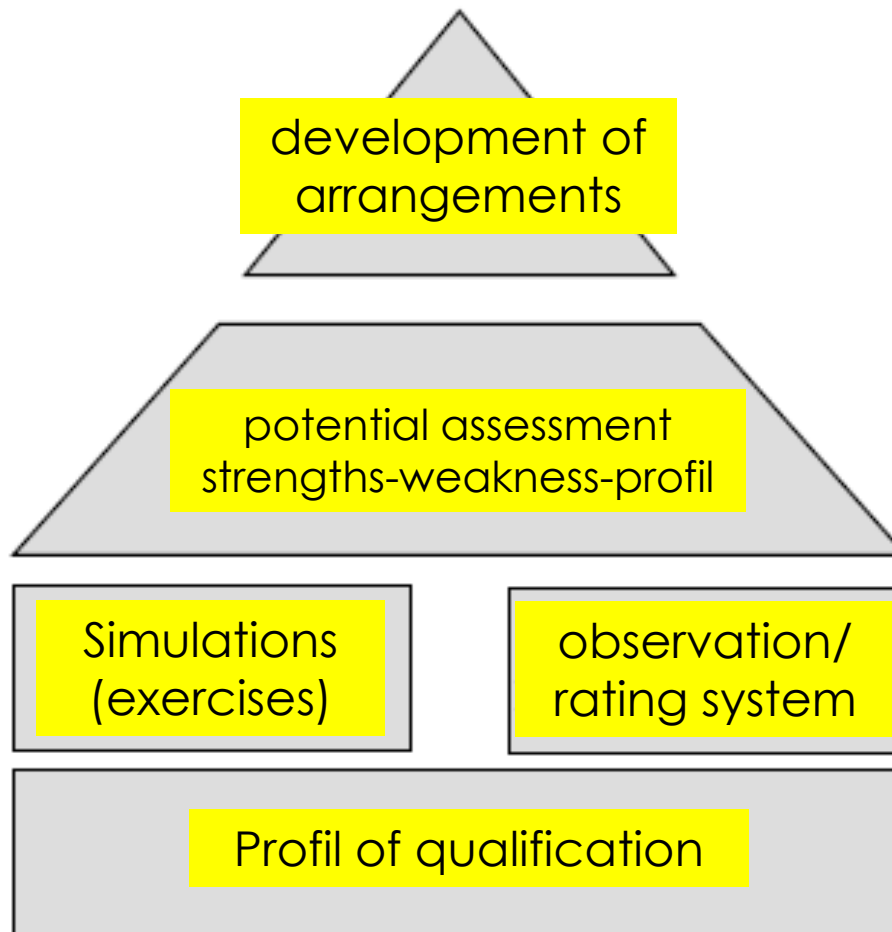 development of
arrangements
potential assessment
strengths-weakness-profil
Simulations
(exercises)
observation/
rating system
Profil of qualification